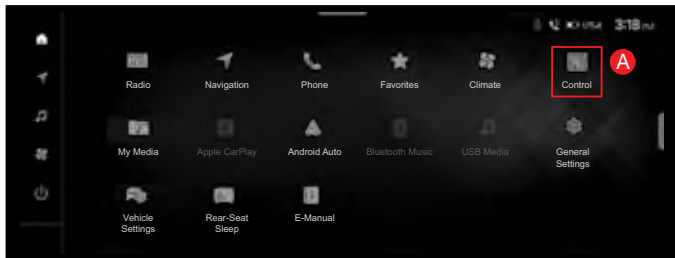 3:18 PM
A
Radio
Navigation
Phone
Favorites
Climate
Control
My Media
Apple CarPlay
Android Auto
Bluetooth Music
USB Media
General
Settings
Vehicle
Settings
Rear-Seat
Sleep
E-Manual